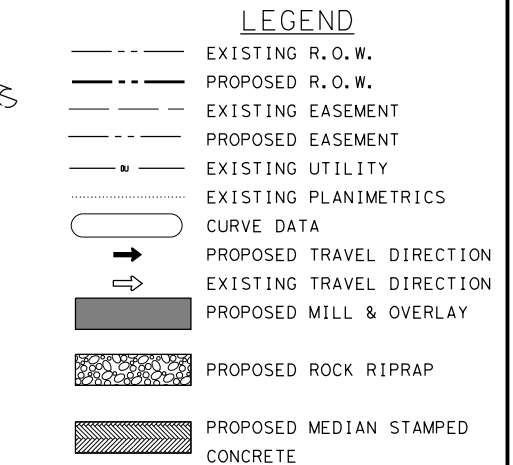 LEGEND
EXISTING R.O.W.
PROPOSED R.O.W.
EXISTING EASEMENT
PROPOSED EASEMENT
OU EXISTING UTILITY
EXISTING PLANIMETRICS
CURVE DATA
PROPOSED TRAVEL DIRECTION
EXISTING TRAVEL DIRECTION
PROPOSED MILL & OVERLAY
PROPOSED ROCK RIPRAP
PROPOSED MEDIAN STAMPED
CONCRETE